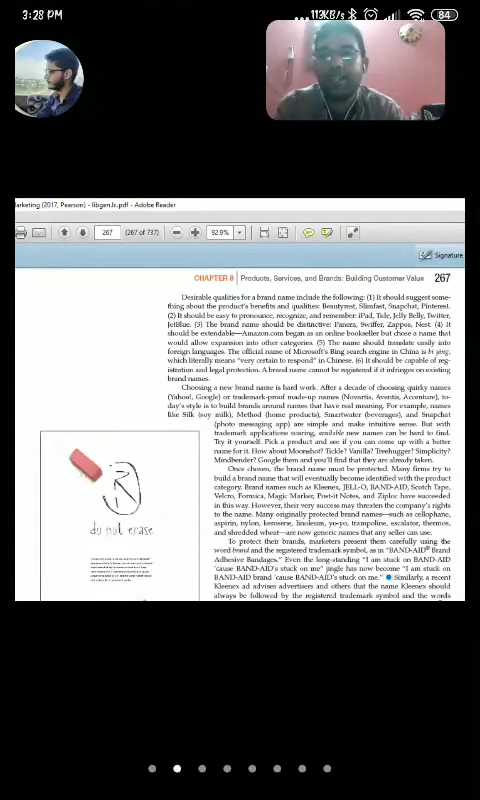 3:28 PM
...113KB/s
84
larketing (2017, Pearson) - libgen.lc.pdf - Adobe Reader
267
(267 of 737)
92.9%
Signature
CHAPTER 8 | Products, Services, and Brands: Building Customer Value 267
Desirable qualities for a brand name include the following: (1) It should suggest some-
thing about the product's benefits and qualities: Beautyrest, Slimfast, Snapchat, Pinterest.
(2) It should be easy to pronounce, recognize, and remember: iPad, Tide, Jelly Belly, Twitter,
JetBlue. (3) The brand name should be distinctive: Panera, Swiffer, Zappos, Nest. (4) It
should be extendable—Amazon.com began as an online bookseller but chose a name that
would allow expansion into other categories. (5) The name should translate easily into
foreign languages. The official name of Microsoft's Bing search engine in China is bi ying,
which literally means "very certain to respond" in Chinese. (6) It should be capable of reg-
istration and legal protection. A brand name cannot be registered if it infringes on existing
brand names.
Choosing a new brand name is hard work. After a decade of choosing quirky names
(Yahoo!, Google) or trademark-proof made-up names (Novartis, Aventis, Accenture), to-
day's style is to build brands around names that have real meaning. For example, names
like Silk (soy milk), Method (home products), Smartwater (beverages), and Snapchat
(photo messaging app) are simple and make intuitive sense. But with
trademark applications soaring, available new names can be hard to find.
Try it yourself. Pick a product and see if you can come up with a better
name for it. How about Moonshot? Tickle? Vanilla? Treehugger? Simplicity?
Mindbender? Google them and you'll find that they are already taken.
Once chosen, the brand name must be protected. Many firms try to
build a brand name that will eventually become identified with the product
category. Brand names such as Kleenex, JELL-O, BAND-AID, Scotch Tape,
Velcro, Formica, Magic Marker, Post-it Notes, and Ziploc have succeeded
in this way. However, their very success may threaten the company's rights
to the name. Many originally protected brand names—such as cellophane,
aspirin, nylon, kerosene, linoleum, yo-yo, trampoline, escalator, thermos,
and shredded wheat—are now generic names that any seller can use.
To protect their brands, marketers present them carefully using the
word brand and the registered trademark symbol, as in "BAND-AID® Brand
Adhesive Bandages." Even the long-standing "I am stuck on BAND-AID
'cause BAND-AID's stuck on me" jingle has now become "I am stuck on
BAND-AID brand 'cause BAND-AID's stuck on me." Similarly, a recent
Kleenex ad advises advertisers and others that the name Kleenex should
always be followed by the registered trademark symbol and the words
R
do not erase